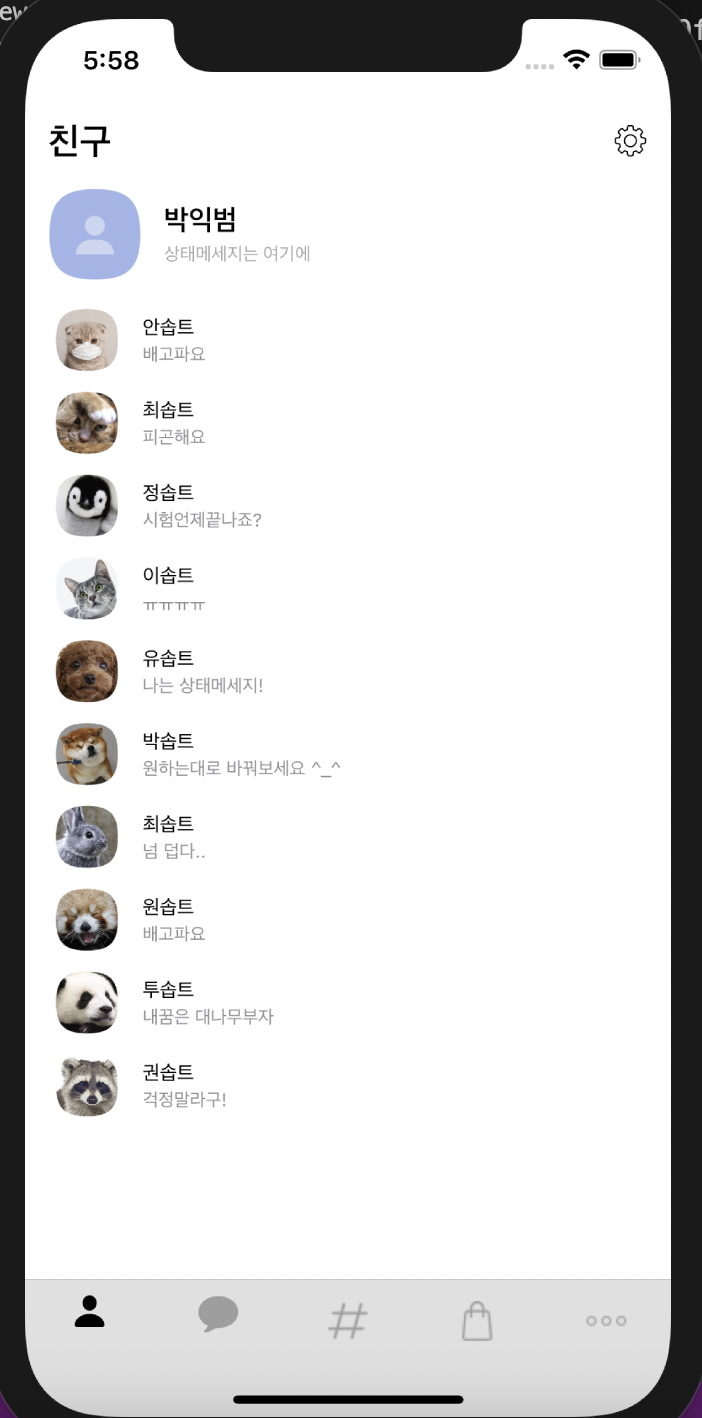 5:58
친구
박익범
상태메세지는 여기에
안솝트
배고파요
최솝트
피곤해요
정솝트
시험언제끝나죠?
이솝트
ㅠㅠㅠㅠ
유솝트
나는 상태메세지!
박솝트
원하는대로 바꿔보세요 ^_^
최솝트
넘 덥다..
원솝트
배고파요
투솝트
내꿈은 대나무부자
권솝트
걱정말라구!